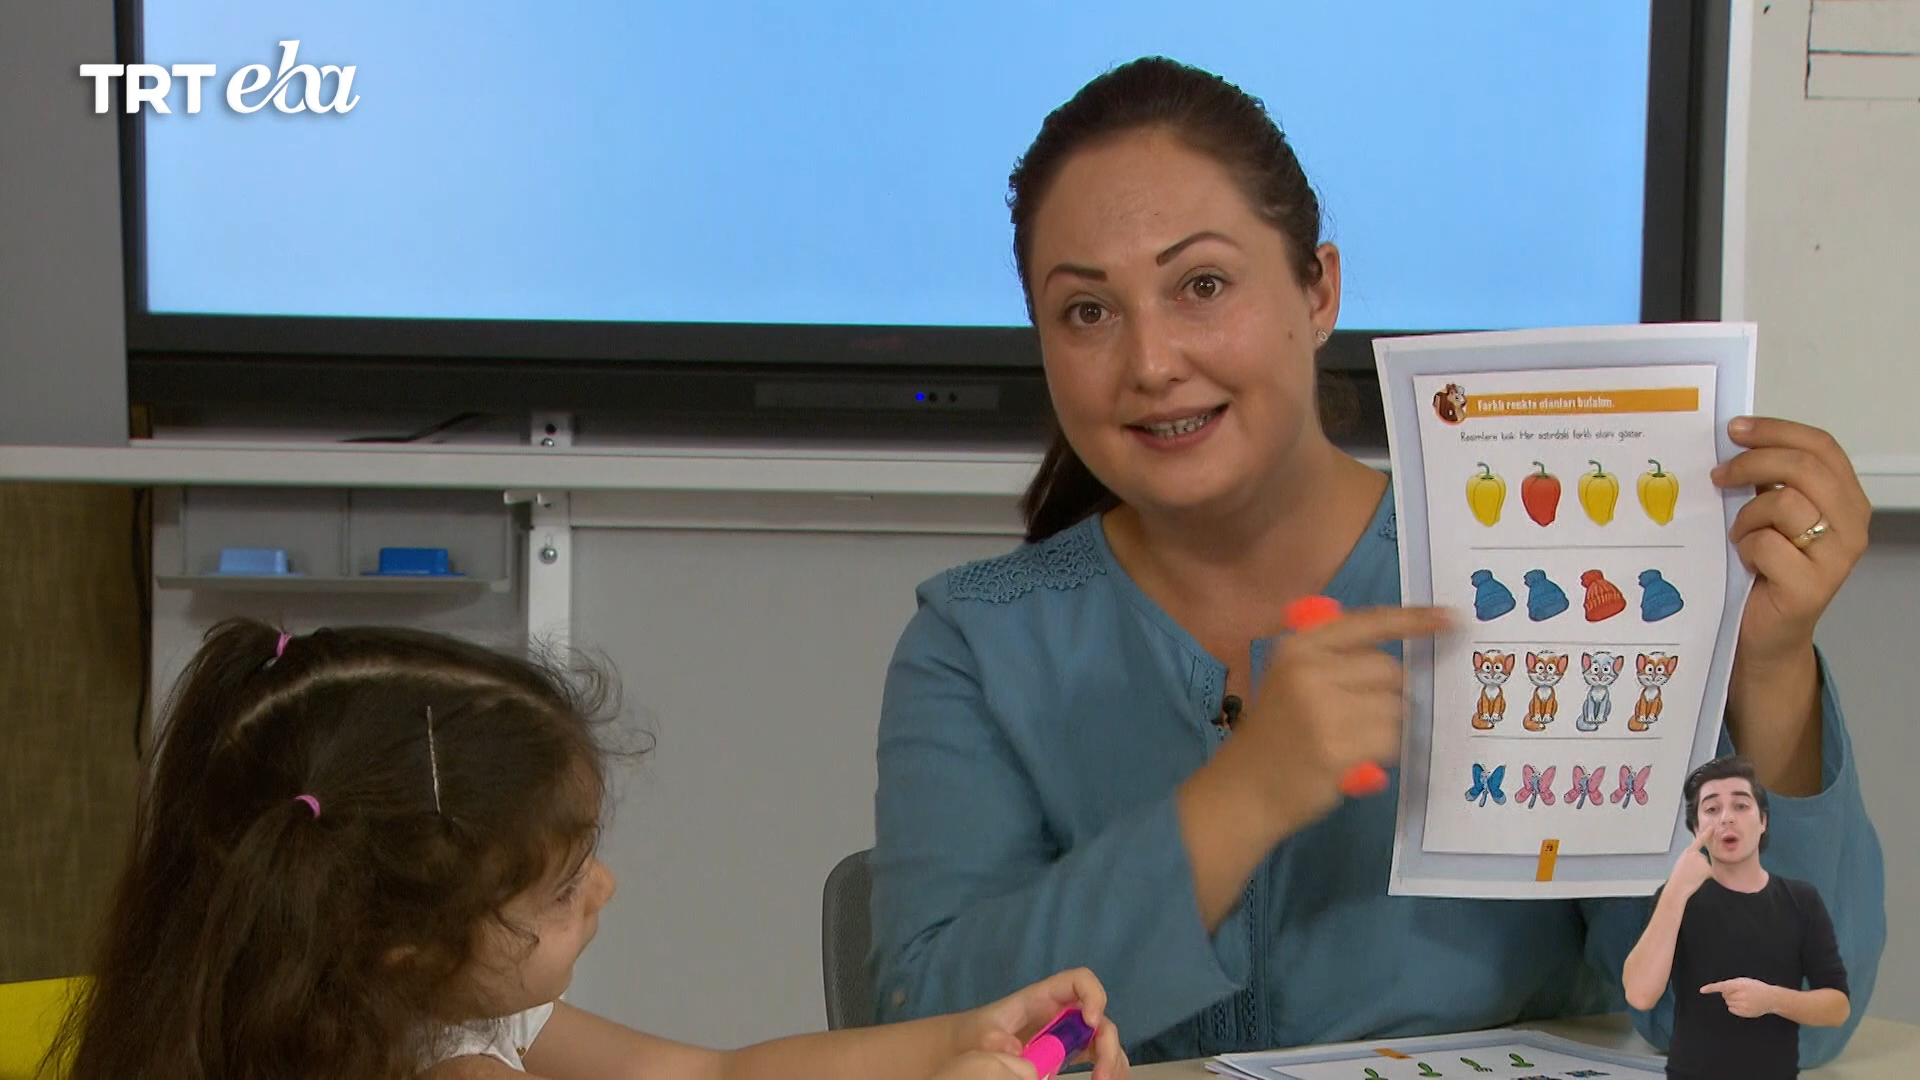 TRT eba
Farklı renkte olanları bulalım.
Resimlere bak. Her satırdaki farklı olanı göster.